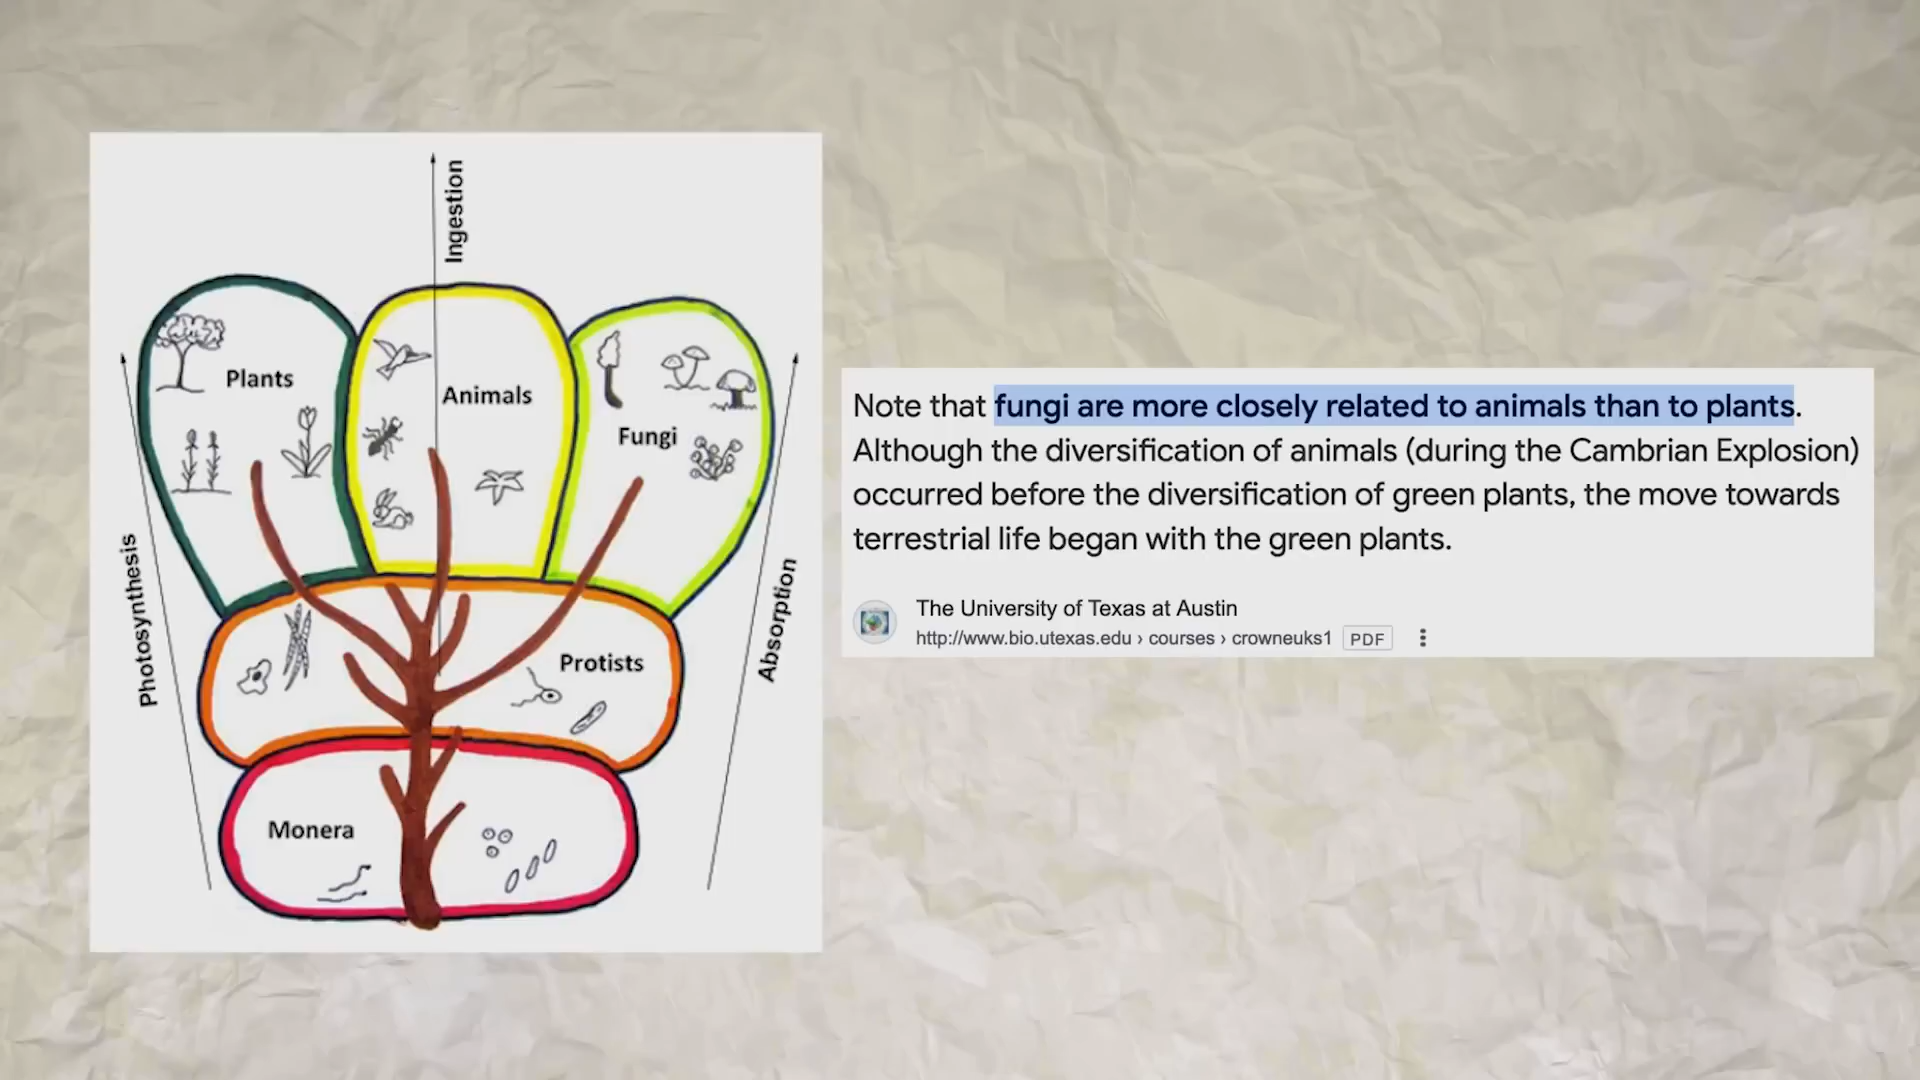 Ingestion
Plants
Animals
Fungi
Photosynthesis
Absorption
Protists
Monera
Note that fungi are more closely related to animals than to plants.
Although the diversification of animals (during the Cambrian Explosion)
occurred before the diversification of green plants, the move towards
terrestrial life began with the green plants.
The University of Texas at Austin
http://www.bio.utexas.edu › courses › crowneuks1 PDF